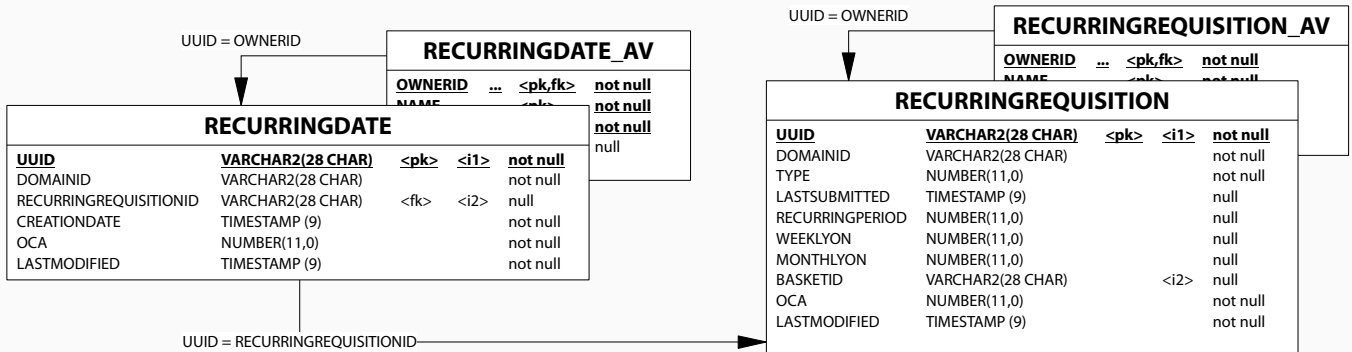 UUID = OWNERID
RECURRINGDATE_AV
OWNERID ... <pk,fk> not null
NAME <pk> not null
not null
null
RECURRINGDATE
UUID VARCHAR2(28 CHAR) <pk> <i1> not null
DOMAINID VARCHAR2(28 CHAR) not null
RECURRINGREQUISITIONID VARCHAR2(28 CHAR) <fk> <i2> null
CREATIONDATE TIMESTAMP (9) not null
OCA NUMBER(11,0) not null
LASTMODIFIED TIMESTAMP (9) not null
UUID = RECURRINGREQUISITIONID
UUID = OWNERID
RECURRINGREQUISITION_AV
OWNERID ... <pk,fk> not null
NAME <pk> not null
RECURRINGREQUISITION
UUID VARCHAR2(28 CHAR) <pk> <i1> not null
DOMAINID VARCHAR2(28 CHAR) not null
TYPE NUMBER(11,0) not null
LASTSUBMITTED TIMESTAMP (9) null
RECURRINGPERIOD NUMBER(11,0) null
WEEKLYON NUMBER(11,0) null
MONTHLYON NUMBER(11,0) null
BASKETID VARCHAR2(28 CHAR) <i2> null
OCA NUMBER(11,0) not null
LASTMODIFIED TIMESTAMP (9) not null